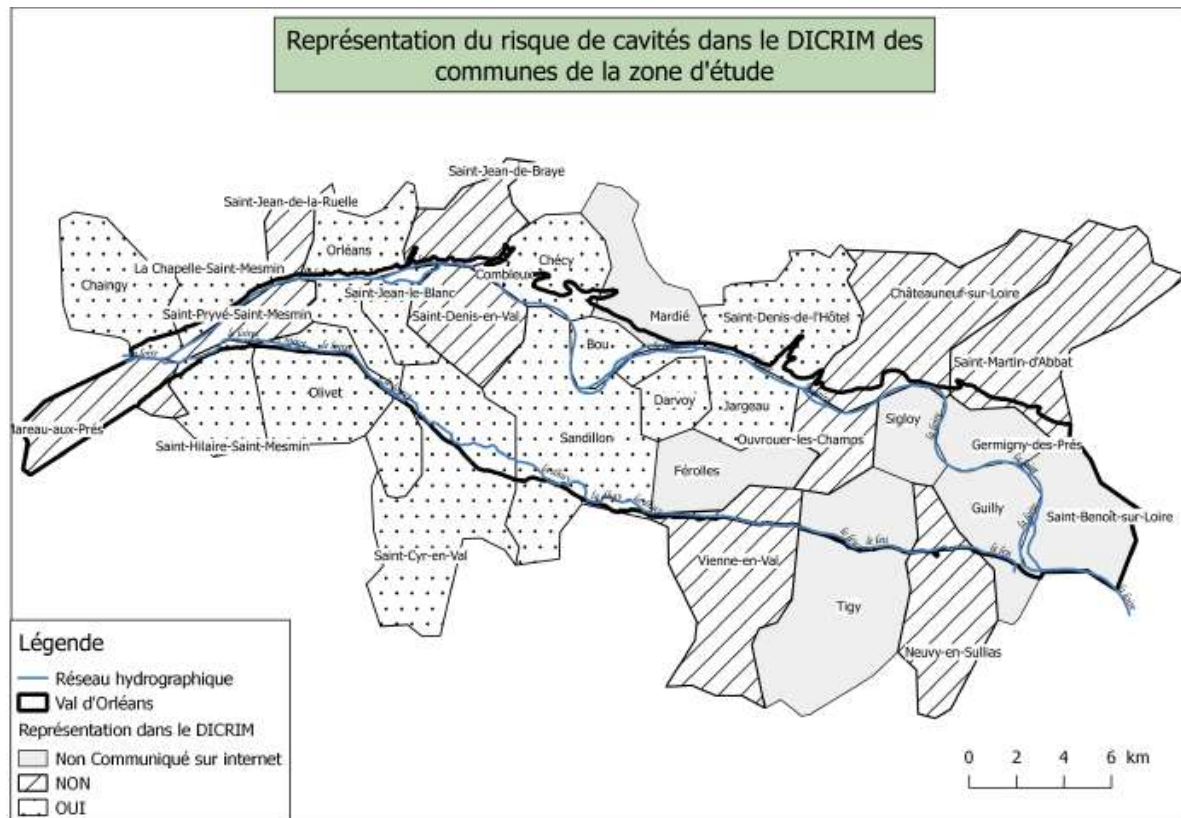 Représentation du risque de cavités dans le DICRIM des
communes de la zone d'étude
Saint-Jean-de-Braye
Saint-Jean-de-la-Ruelle
Orléans
Chécy
La Chapelle-Saint-Mesmin
Combleux
Chaingy
Saint-Jean-le-Blanc
Châteauneuf-sur-Loire
Saint-Pryvé-Saint-Mesmin
Saint-Denis-en-Val
Mardié
Saint-Denis-de-l'Hôtel
Bou
Saint-Martin-d'Abbat
Olivet
Darvoy
Jargeau
Sigloy
Mareau-aux-Prés
Saint-Hilaire-Saint-Mesmin
Sandillon
Ouvrouer-les-Champs
Germigny-des-Prés
Férolles
Guilly
Saint-Benoît-sur-Loire
Saint-Cyr-en-Val
Vienne-en-Val
Tigy
Neuvy-en-Sullias
Légende
Réseau hydrographique
Val d'Orléans
Représentation dans le DICRIM
Non Communiqué sur internet
NON
OUI
0 2 4 6 km